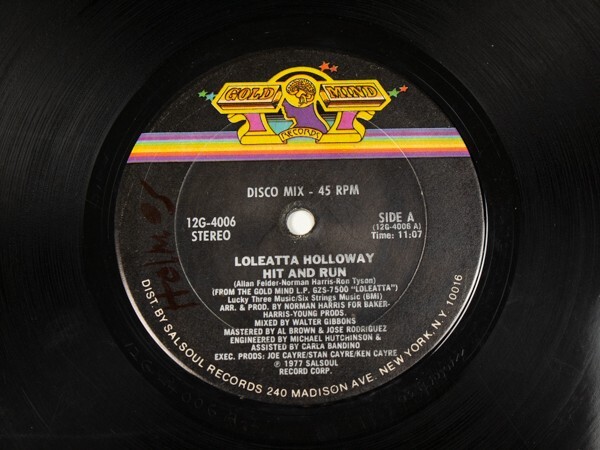 GOLD MIND
RECORDS
DISCO MIX - 45 RPM
12G-4006
STEREO
SIDE A
(12G-4006 A)
Time: 11:07
LOLEATTA HOLLOWAY
HIT AND RUN
(Allan Felder-Norman Harris-Ron Tyson)
(FROM THE GOLD MIND L.P. GZS-7500 "LOLEATTA")
Lucky Three Music/Six Strings Music (BMI)
ARR. & PROD. BY NORMAN HARRIS FOR BAKER-
HARRIS-YOUNG PRODS.
MIXED BY WALTER GIBBONS
MASTERED BY AL BROWN & JOSE RODRIGUEZ
ENGINEERED BY MICHAEL HUTCHINSON &
ASSISTED BY CARLA BANDINO
EXEC. PRODS: JOE CAYRE/STAN CAYRE/KEN CAYRE
℗ 1977 SALSOUL
RECORD CORP.
DIST. BY SALSOUL RECORDS 240 MADISON AVE. NEW YORK, N.Y. 10016
Holmes